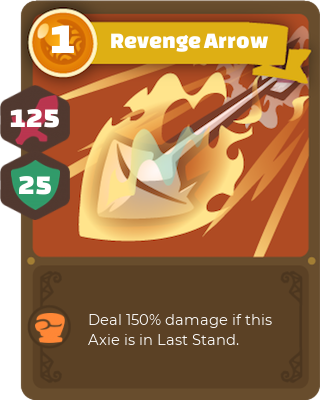 1
Revenge Arrow
125
25
Deal 150% damage if this
Axie is in Last Stand.